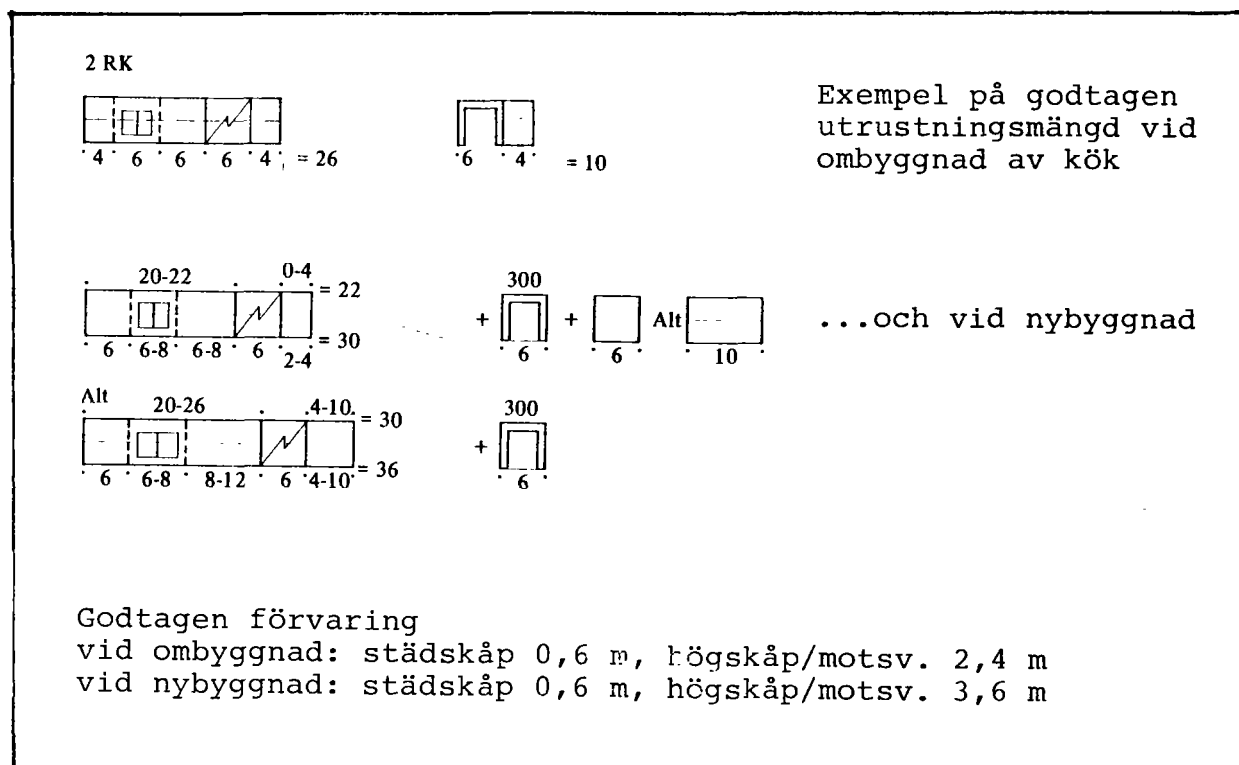 2 RK
Exempel på godtagen
utrustningsmängd vid
ombyggnad av kök
4 6 6 6 4 = 26
6 4 = 10
20-22 0-4
= 22
300
+ + Alt ...och vid nybyggnad
= 30
6 6-8 6-8 6 2-4
6 6 10
Alt 20-26 4-10
= 30
300
+
= 36
6 6-8 8-12 6 4-10
6
Godtagen förvaring
vid ombyggnad: städskåp 0,6 m, högskåp/motsv. 2,4 m
vid nybyggnad: städskåp 0,6 m, högskåp/motsv. 3,6 m